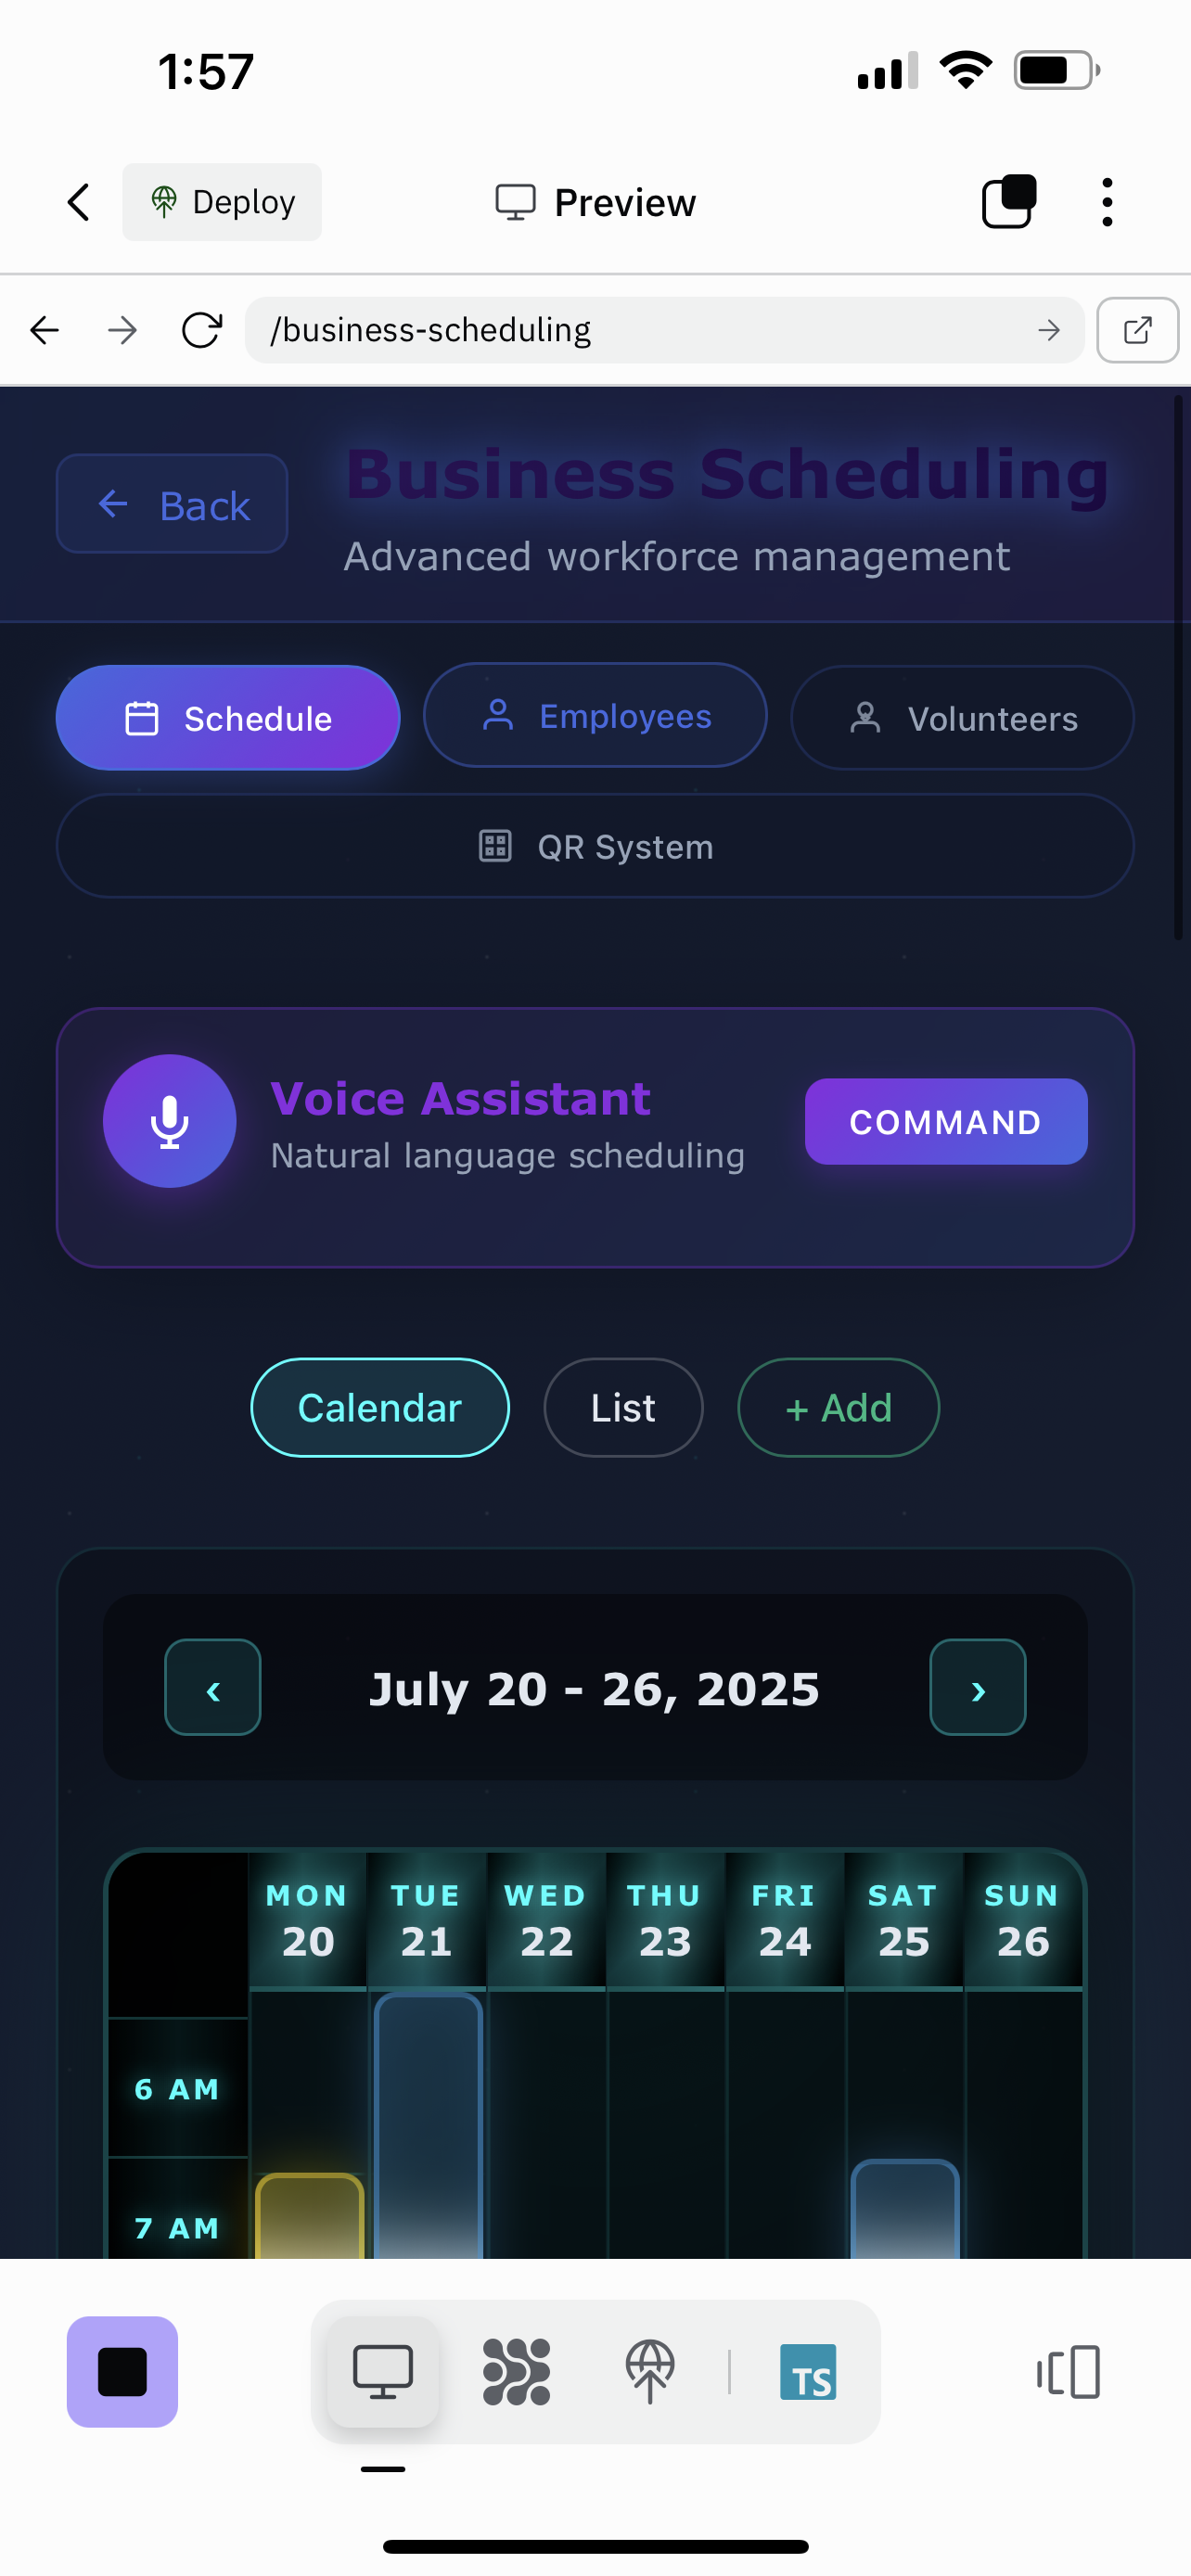 1:57
Deploy
Preview
/business-scheduling
Back
Business Scheduling
Advanced workforce management
Schedule
Employees
Volunteers
QR System
Voice Assistant
Natural language scheduling
COMMAND
Calendar
List
+ Add
‹
July 20 - 26, 2025
›
MON TUE WED THU FRI SAT SUN
20 21 22 23 24 25 26
6 AM
7 AM
TS